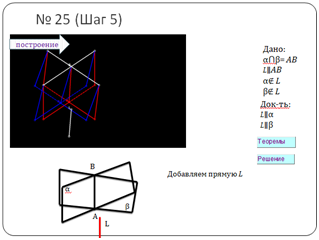 № 25 (Шаг 5)
построение
Дано:
α∩β= AB
L∥AB
α∉ L
β∉ L
Док-ть:
L∥α
L∥β
Теоремы
Решение
Добавляем прямую L
B
α
β
A
L